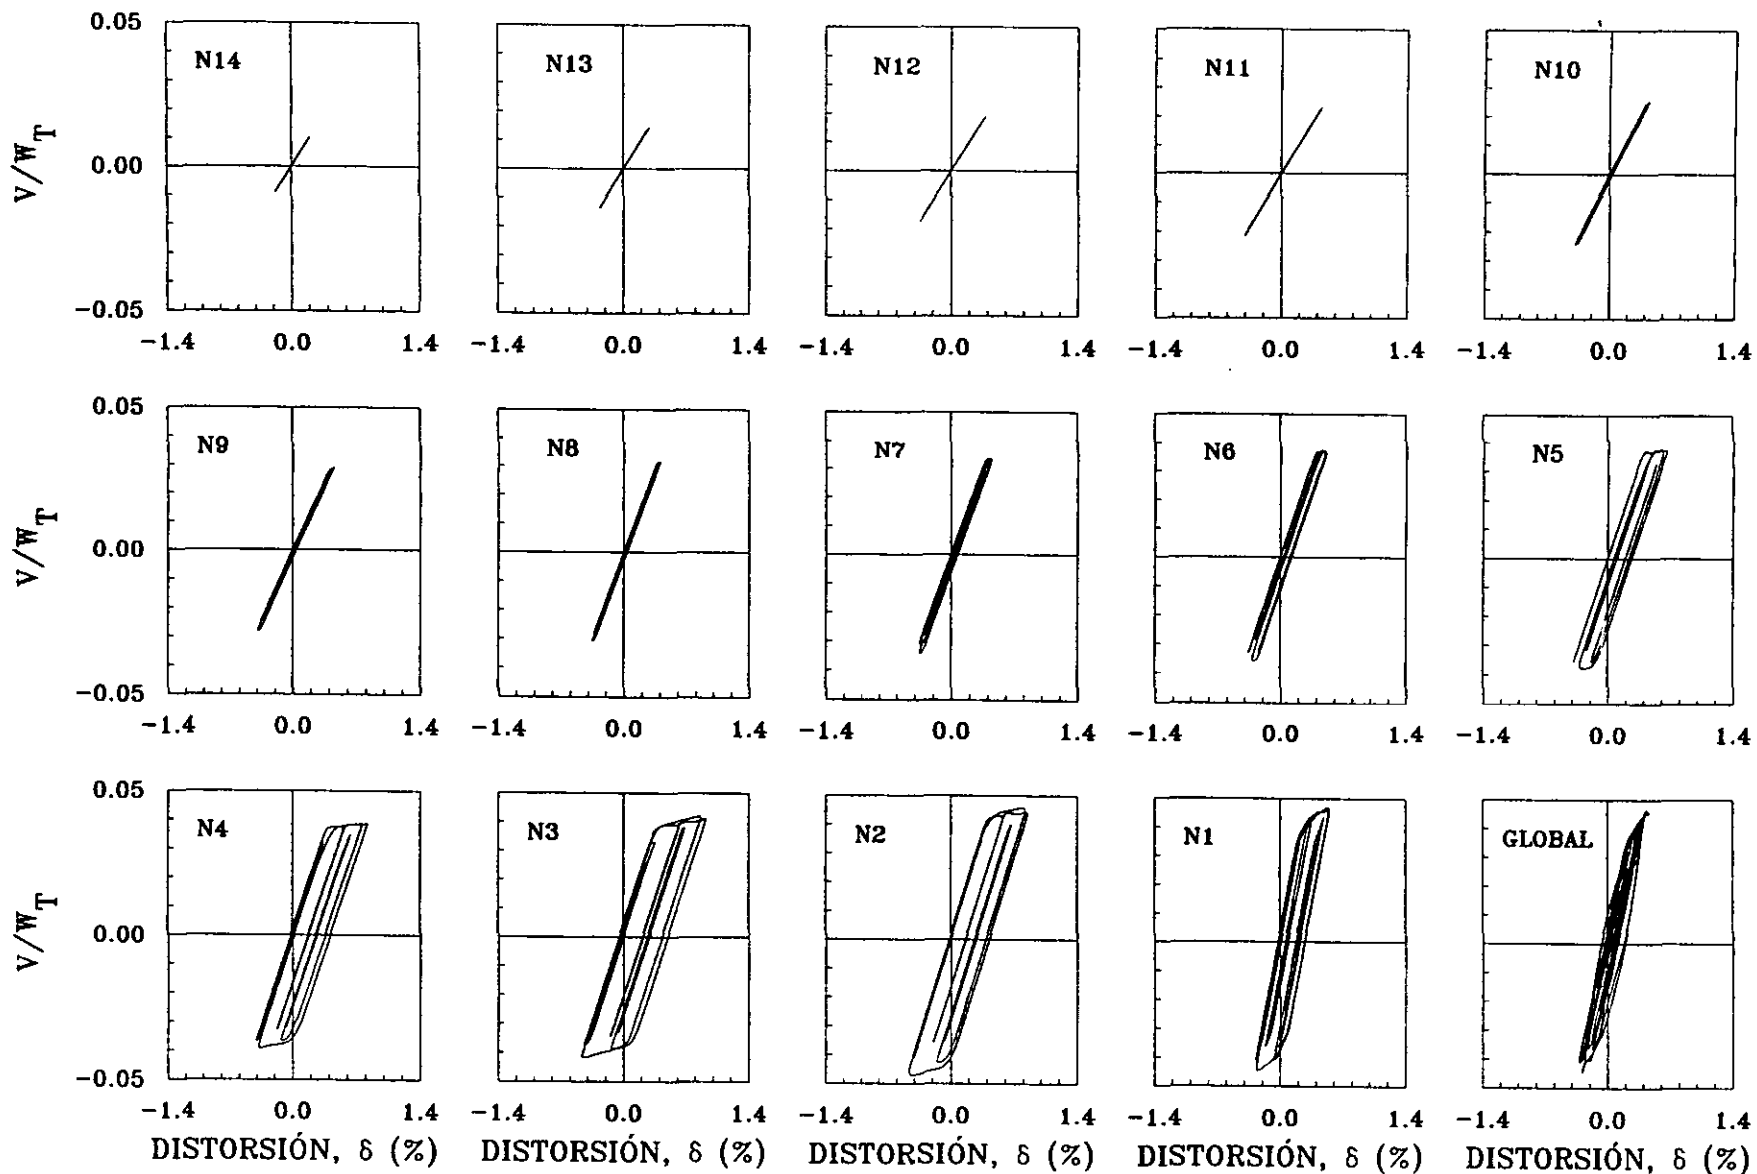 0.05
N14 N13 N12 N11 N10
V/W_T 0.00
-0.05
-1.4 0.0 1.4 -1.4 0.0 1.4 -1.4 0.0 1.4 -1.4 0.0 1.4 -1.4 0.0 1.4
0.05
N9 N8 N7 N6 N5
V/W_T 0.00
-0.05
-1.4 0.0 1.4 -1.4 0.0 1.4 -1.4 0.0 1.4 -1.4 0.0 1.4 -1.4 0.0 1.4
0.05
N4 N3 N2 N1 GLOBAL
V/W_T 0.00
-0.05
-1.4 0.0 1.4 -1.4 0.0 1.4 -1.4 0.0 1.4 -1.4 0.0 1.4 -1.4 0.0 1.4
DISTORSIÓN, δ (%) DISTORSIÓN, δ (%) DISTORSIÓN, δ (%) DISTORSIÓN, δ (%) DISTORSIÓN, δ (%)